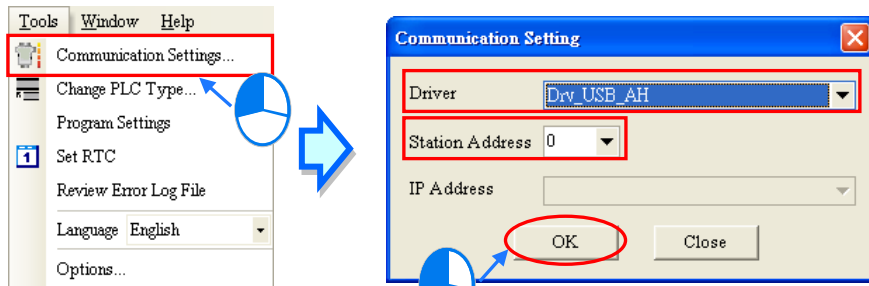 Tools Window Help
Communication Settings...
Change PLC Type...
Program Settings
1 Set RTC
Review Error Log File
Language English
Options...
Communication Setting
Driver Drv_USB_AH
Station Address 0
IP Address
OK Close